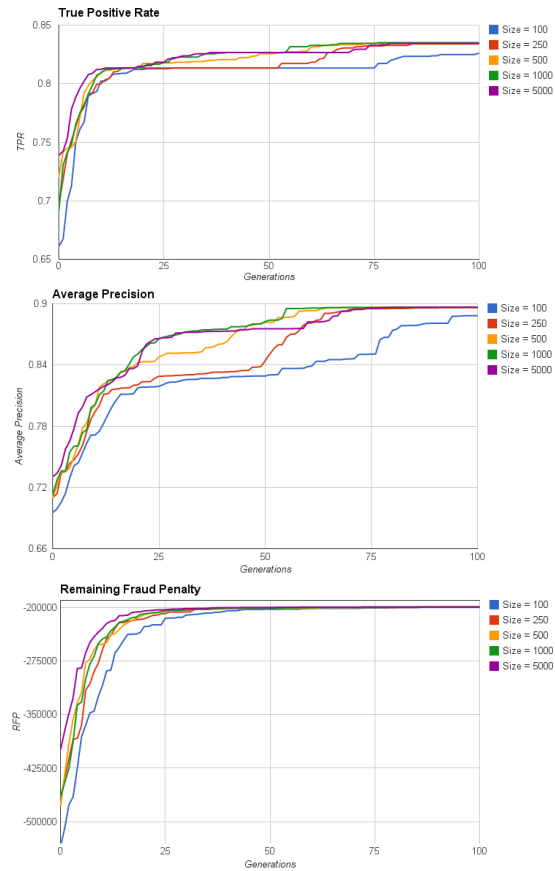 True Positive Rate
0.85
0.8
0.75
0.7
0.65
TPR
0
25
50
75
100
Generations
Size = 100
Size = 250
Size = 500
Size = 1000
Size = 5000
Average Precision
0.9
0.84
0.78
0.72
0.66
Average Precision
0
25
50
75
100
Generations
Size = 100
Size = 250
Size = 500
Size = 1000
Size = 5000
Remaining Fraud Penalty
-200000
-275000
-350000
-425000
-500000
RFP
0
25
50
75
100
Generations
Size = 100
Size = 250
Size = 500
Size = 1000
Size = 5000